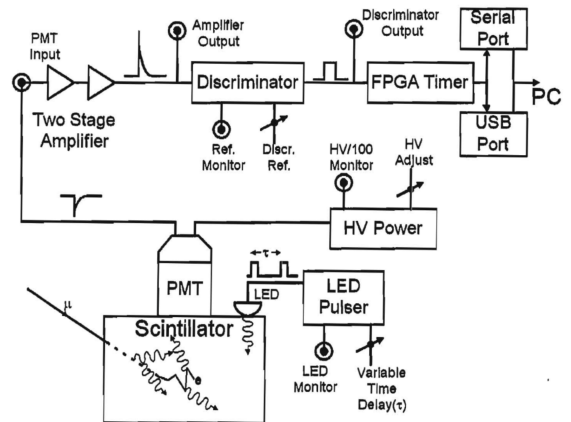 PMT
Input
Amplifier
Output
Discriminator
Output
Serial
Port
Discriminator
FPGA Timer
PC
Two Stage
Amplifier
Ref.
Monitor
Discr.
Ref.
HV/100
Monitor
HV
Adjust
USB
Port
HV Power
PMT
τ
LED
LED
Pulser
μ
Scintillator
e
LED
Monitor
Variable
Time
Delay(τ)